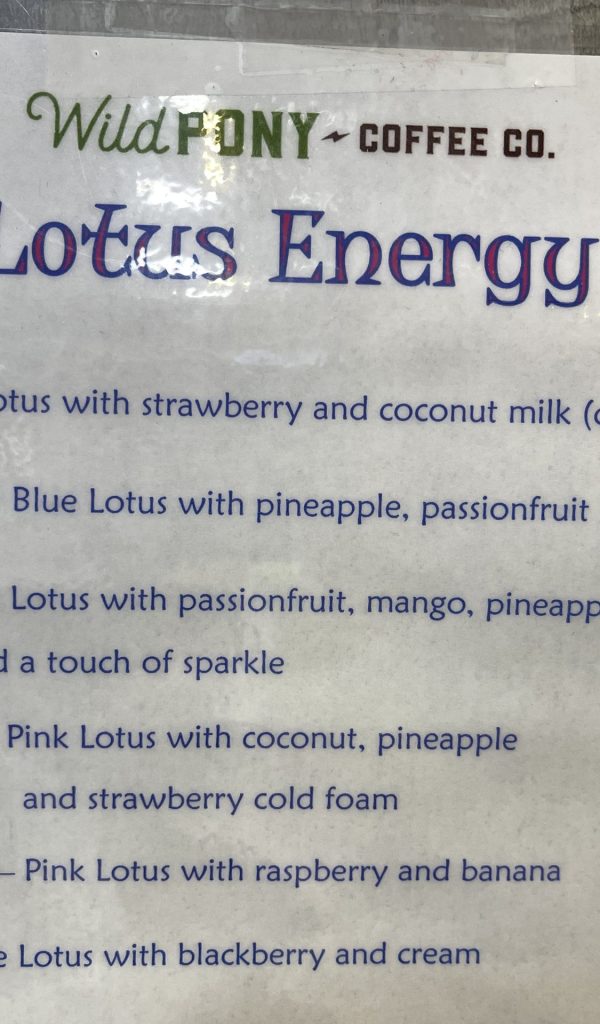 Wild PONY COFFEE CO.
Lotus Energy
with strawberry and coconut milk
Blue Lotus with pineapple, passionfruit
Lotus with passionfruit, mango,
a touch of sparkle
Pink Lotus with coconut, pineapple
and strawberry cold foam
– Pink Lotus with raspberry and banana
Lotus with blackberry and cream